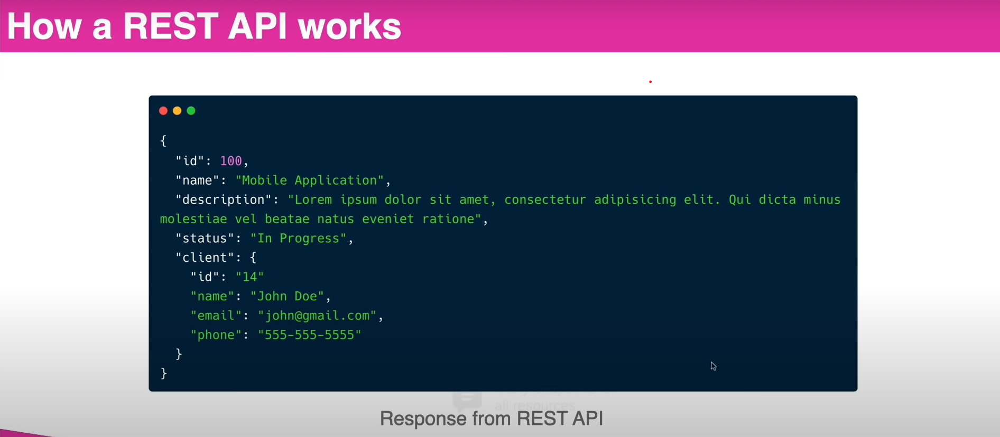 How a REST API works
{
"id": 100,
"name": "Mobile Application",
"description": "Lorem ipsum dolor sit amet, consectetur adipisicing elit. Qui dicta minus
molestiae vel beatae natus eveniet ratione",
"status": "In Progress",
"client": {
"id": "14"
"name": "John Doe",
"email": "john@gmail.com",
"phone": "555-555-5555"
}
}
all resources
Response from REST API